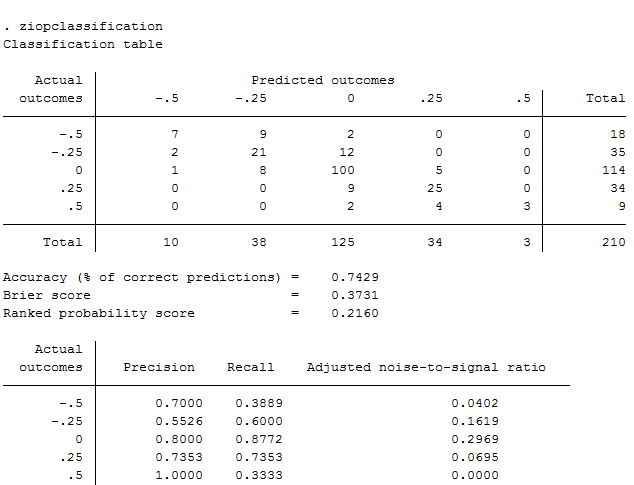 . ziopclassification
Classification table
Actual Predicted outcomes
outcomes -.5 -.25 0 .25 .5 Total
-.5 7 9 2 0 0 18
-.25 2 21 12 0 0 35
0 1 8 100 5 0 114
.25 0 0 9 25 0 34
.5 0 0 2 4 3 9
Total 10 38 125 34 3 210
Accuracy (% of correct predictions) = 0.7429
Brier score = 0.3731
Ranked probability score = 0.2160
Actual
outcomes Precision Recall Adjusted noise-to-signal ratio
-.5 0.7000 0.3889 0.0402
-.25 0.5526 0.6000 0.1619
0 0.8000 0.8772 0.2969
.25 0.7353 0.7353 0.0695
.5 1.0000 0.3333 0.0000